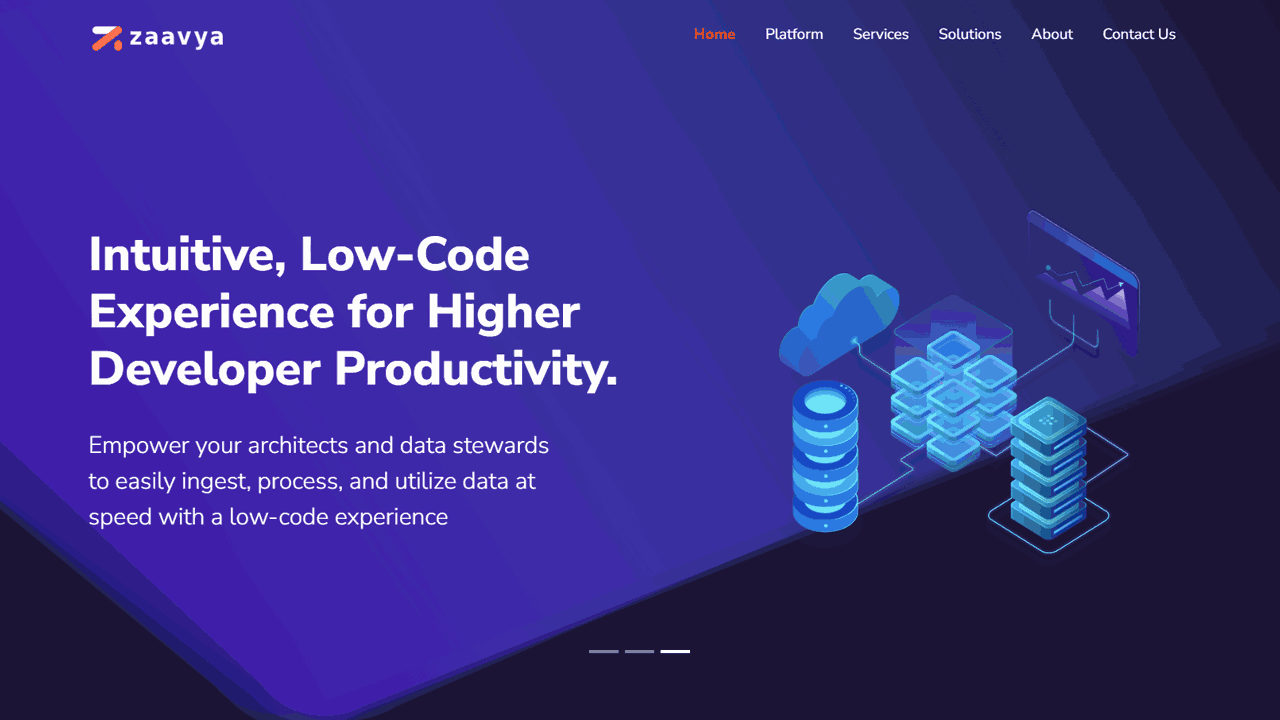 zaavya
Home Platform Services Solutions About Contact Us
Intuitive, Low-Code
Experience for Higher
Developer Productivity.
Empower your architects and data stewards
to easily ingest, process, and utilize data at
speed with a low-code experience